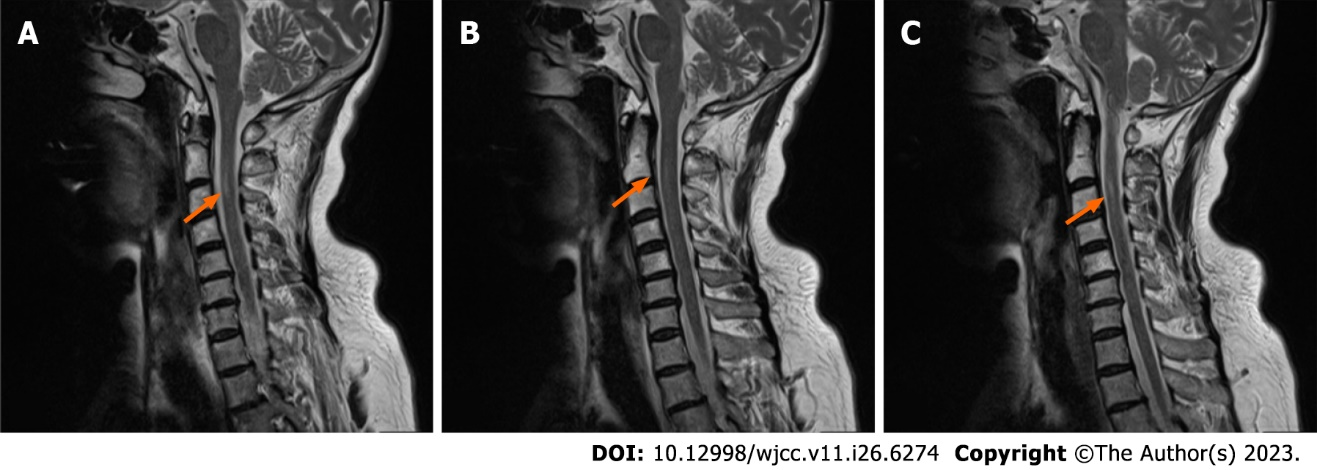 A
B
C
DOI: 10.12998/wjcc.v11.i26.6274 Copyright ©The Author(s) 2023.